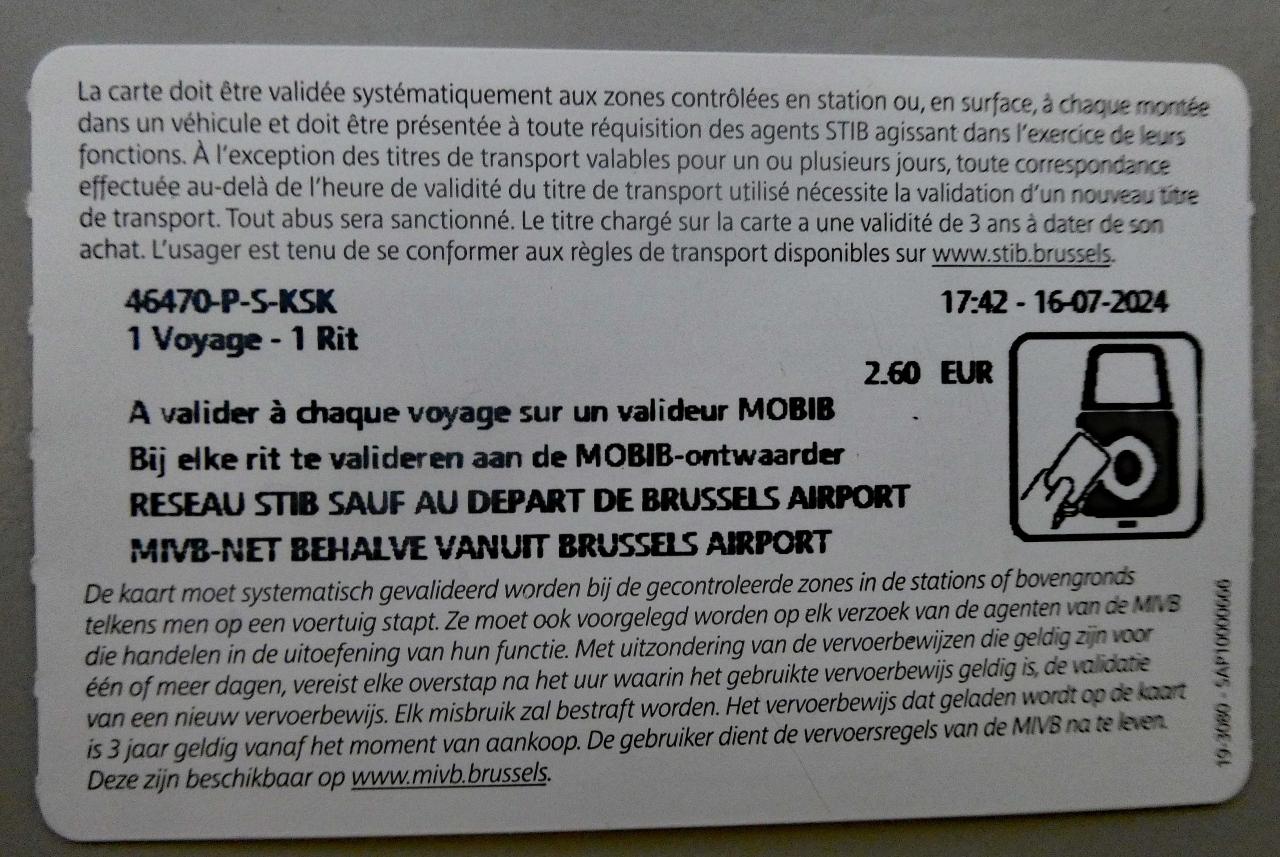 La carte doit être validée systématiquement aux zones contrôlées en station ou, en surface, à chaque montée
dans un véhicule et doit être présentée à toute réquisition des agents STIB agissant dans l'exercice de leurs
fonctions. À l'exception des titres de transport valables pour un ou plusieurs jours, toute correspondance
effectuée au-delà de l'heure de validité du titre de transport utilisé nécessite la validation d'un nouveau titre
de transport. Tout abus sera sanctionné. Le titre chargé sur la carte a une validité de 3 ans à dater de son
achat. L'usager est tenu de se conformer aux règles de transport disponibles sur www.stib.brussels.
46470-P-S-KSK
17:42 - 16-07-2024
1 Voyage - 1 Rit
2.60 EUR
A valider à chaque voyage sur un valideur MOBIB
Bij elke rit te valideren aan de MOBIB-ontwaarder
RESEAU STIB SAUF AU DEPART DE BRUSSELS AIRPORT
MIVB-NET BEHALVE VANUIT BRUSSELS AIRPORT
De kaart moet systematisch gevalideerd worden bij de gecontroleerde zones in de stations of bovengronds
telkens men op een voertuig stapt. Ze moet ook voorgelegd worden op elk verzoek van de agenten van de MIVB
die handelen in de uitoefening van hun functie. Met uitzondering van de vervoerbewijzen die geldig zijn voor
één of meer dagen, vereist elke overstap na het uur waarin het gebruikte vervoerbewijs geldig is, de validatie
van een nieuw vervoerbewijs. Elk misbruik zal bestraft worden. Het vervoerbewijs dat geladen wordt op de kaart
is 3 jaar geldig vanaf het moment van aankoop. De gebruiker dient de vervoersregels van de MIVB na te leven.
Deze zijn beschikbaar op www.mivb.brussels.
19-3080 - SAP10000666